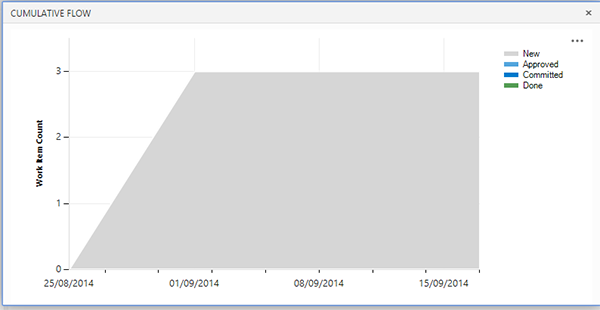 CUMULATIVE FLOW
New
Approved
Committed
Done
Work Item Count
3
2
1
0
25/08/2014 01/09/2014 08/09/2014 15/09/2014